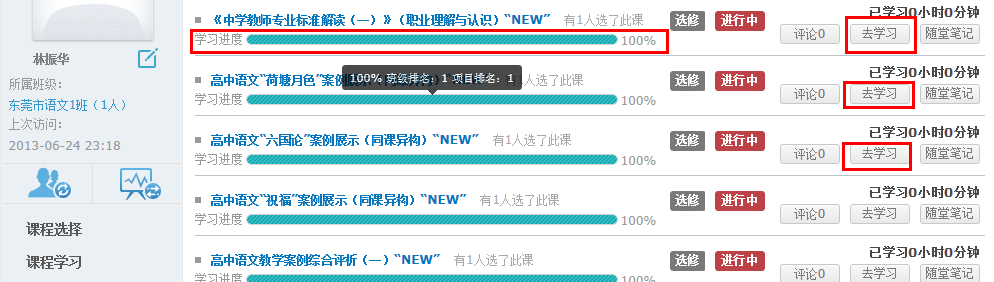 林振华
所属班级：
东莞市语文1班（1人）
上次访问：
2013-06-24 23:18
课程选择
课程学习
《中学教师专业标准解读（一）》（职业理解与认识）“NEW” 有1人选了此课 选修 进行中 已学习0小时0分钟
学习进度 100% 评论0 去学习 随堂笔记
高中语文“荷塘月色”案例 选修 进行中 已学习0小时0分钟
100% 班级排名：1 项目排名：1
学习进度 100% 评论0 去学习 随堂笔记
高中语文“六国论”案例展示（同课异构）“NEW” 有1人选了此课 选修 进行中 已学习0小时0分钟
学习进度 100% 评论0 去学习 随堂笔记
高中语文“祝福”案例展示（同课异构）“NEW” 有1人选了此课 选修 进行中 已学习0小时0分钟
学习进度 100% 评论0 去学习 随堂笔记
高中语文教学案例综合评析（一）“NEW” 有1人选了此课 选修 进行中 已学习0小时0分钟
学习进度 100% 评论0 去学习 随堂笔记